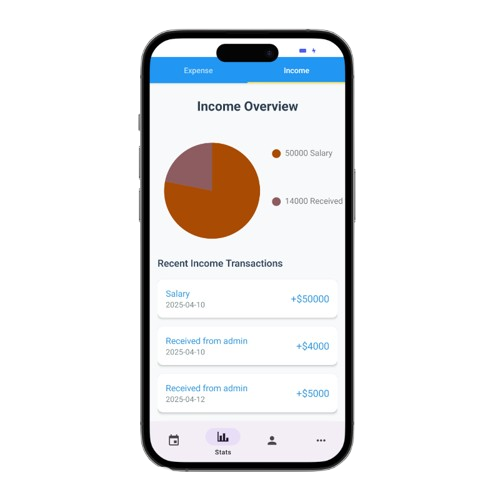 Expense Income
Income Overview
50000 Salary
14000 Received
Recent Income Transactions
Salary
2025-04-10
+$50000
Received from admin
2025-04-10
+$4000
Received from admin
2025-04-12
+$5000
Stats